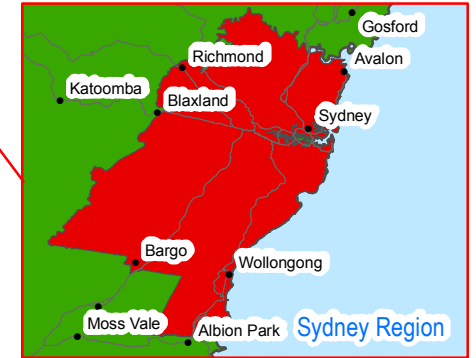 Gosford
Richmond
Avalon
Katoomba
Blaxland
Sydney
Bargo
Wollongong
Moss Vale
Albion Park
Sydney Region